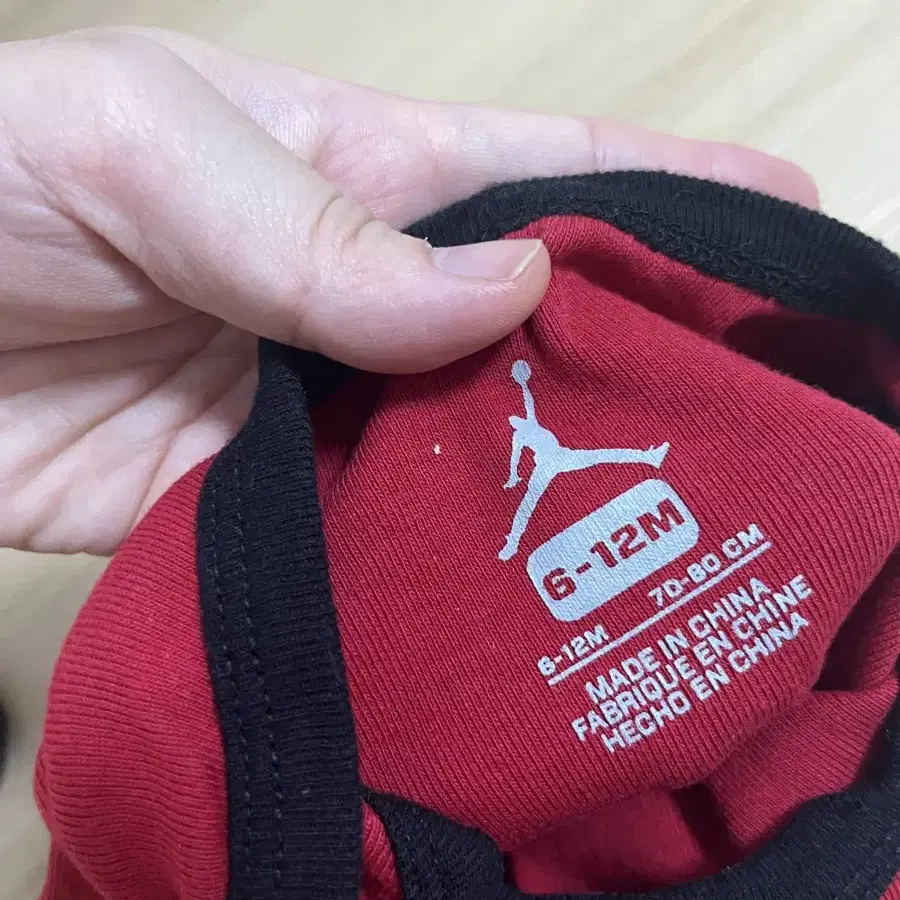 6-12M
6-12M 70-80 CM
MADE IN CHINA
FABRIQUE EN CHINE
HECHO EN CHINA